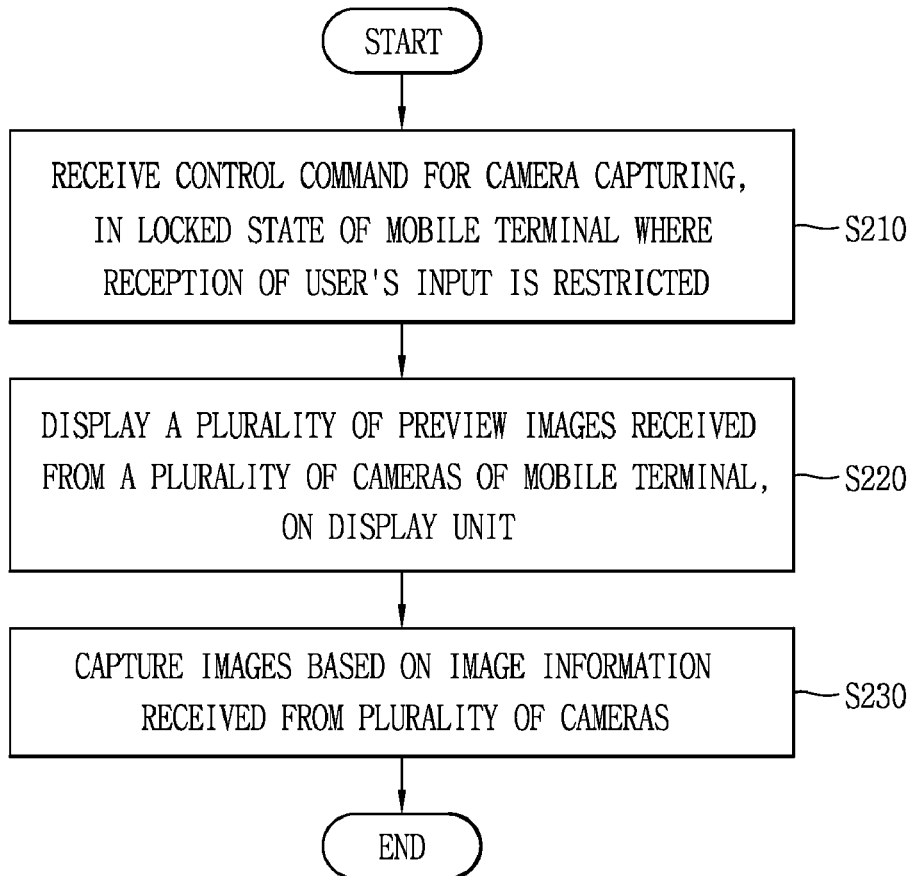 START
RECEIVE CONTROL COMMAND FOR CAMERA CAPTURING,
IN LOCKED STATE OF MOBILE TERMINAL WHERE
RECEPTION OF USER'S INPUT IS RESTRICTED
S210
DISPLAY A PLURALITY OF PREVIEW IMAGES RECEIVED
FROM A PLURALITY OF CAMERAS OF MOBILE TERMINAL,
ON DISPLAY UNIT
S220
CAPTURE IMAGES BASED ON IMAGE INFORMATION
RECEIVED FROM PLURALITY OF CAMERAS
S230
END